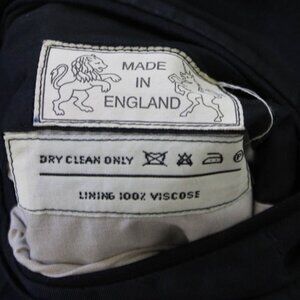 MADE
IN
ENGLAND
DRY CLEAN ONLY
LINING 100% VISCOSE